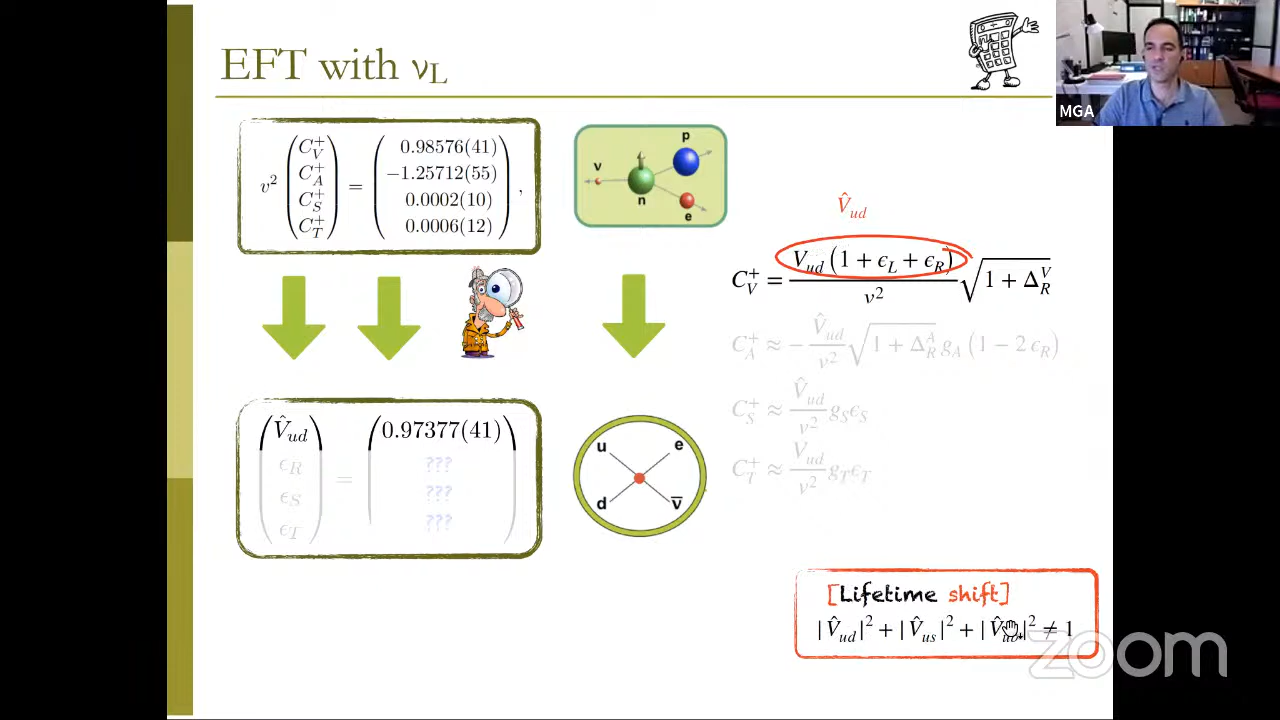 EFT with νL
MGA
v² (C_V^+ C_A^+ C_S^+ C_T^+) = (0.98576(41) −1.25712(55) 0.0002(10) 0.0006(12)),
ν p n e
V̂_ud
C_V^+ = V_ud (1 + ϵ_L + ϵ_R) / v² √(1 + Δ_R^V)
C_A^+ ≈ − V̂_ud / v² √(1 + Δ_R^A) g_A (1 − 2 ϵ_R)
C_S^+ ≈ V̂_ud / v² g_S ϵ_S
C_T^+ ≈ V_ud / v² g_T ϵ_T
(V̂_ud ϵ_R ϵ_S ϵ_T) = (0.97377(41) ??? ??? ???)
u e
d ν̄
[Lifetime shift]
|V̂_ud|² + |V̂_us|² + |V̂_ub|² ≠ 1
zoom